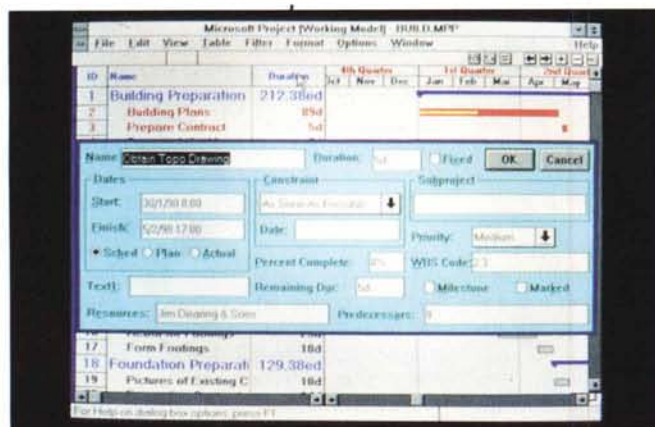 Microsoft Project [Working Model] - BUILD.MPP
File Edit View Table Filter Format Options Window Help
4th Quarter 1st Quarter 2nd Quart
ID Name Duration Oct Nov Dec Jan Feb Mar Apr May
1 Building Preparation 212.38ed
2 Building Plans 89d
3 Prepare Contract 5d
Name: Obtain Topo Drawing Duration: 5d Fixed OK Cancel
Dates Constraint Subproject
Start: 30/1/90 8:00 As Soon As Possible
Finish: 5/2/90 17:00 Date: Priority: Medium
Sched Plan Actual
Percent Complete: 0% WBS Code: 2.3
Text1: Remaining Dur: 5d Milestone Marked
Resources: Jim Dearing & Sons Predecessors:
17 Form Footings 18d
18 Foundation Preparati 129.38ed
19 Pictures of Existing C 18d
For Help on dialog box options, press F1